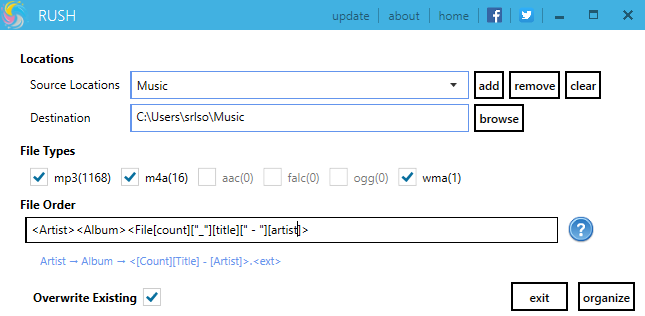 RUSH update about home
Locations
Source Locations Music add remove clear
Destination C:\Users\srlso\Music browse
File Types
mp3(1168) m4a(16) aac(0) falc(0) ogg(0) wma(1)
File Order
<Artist><Album><File[count]["_"][title][" - "][artist]>
Artist → Album → <[Count][Title] - [Artist]>.<ext>
Overwrite Existing exit organize